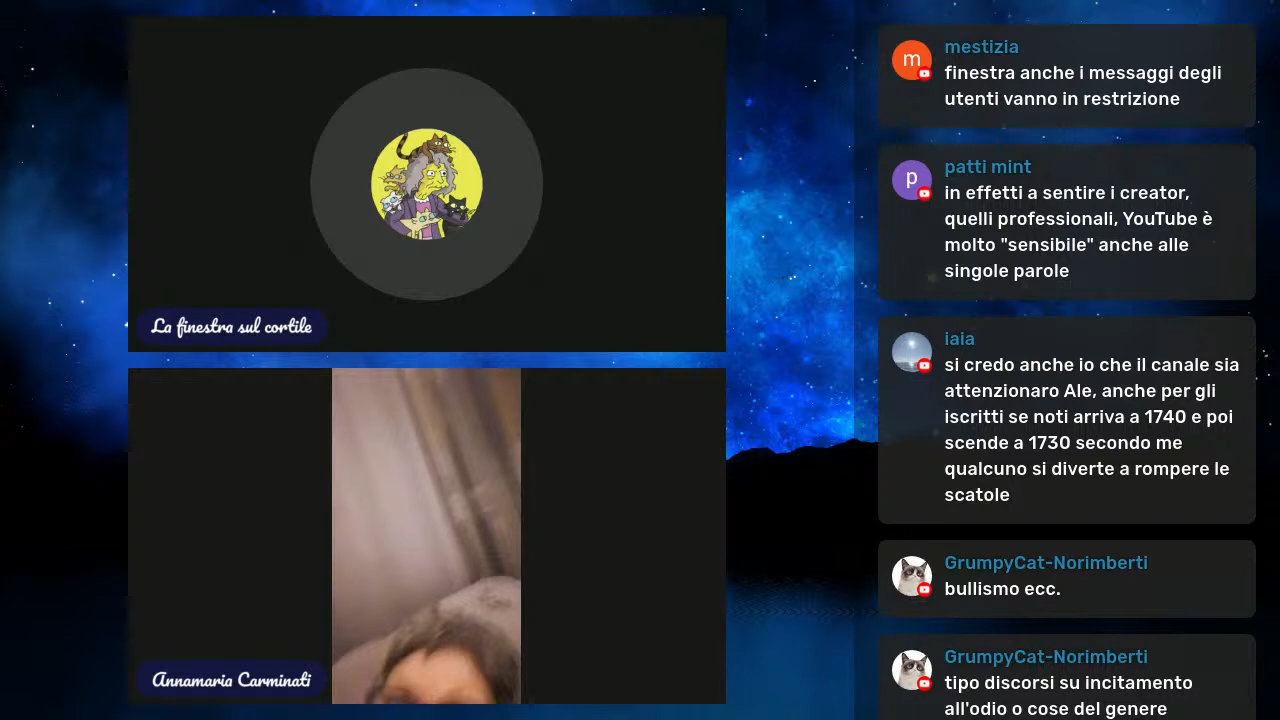 La finestra sul cortile
Annamaria Carminati
m
mestizia
finestra anche i messaggi degli
utenti vanno in restrizione
p
patti mint
in effetti a sentire i creator,
quelli professionali, YouTube è
molto "sensibile" anche alle
singole parole
iaia
si credo anche io che il canale sia
attenzionaro Ale, anche per gli
iscritti se noti arriva a 1740 e poi
scende a 1730 secondo me
qualcuno si diverte a rompere le
scatole
GrumpyCat-Norimberti
bullismo ecc.
GrumpyCat-Norimberti
tipo discorsi su incitamento
all'odio o cose del genere